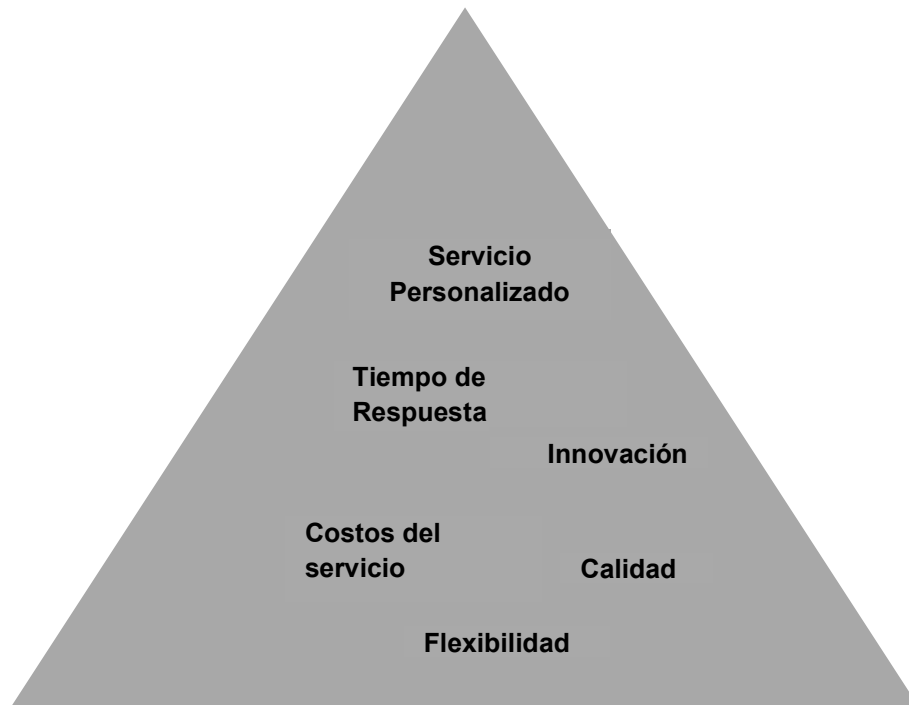 Servicio
Personalizado
Tiempo de
Respuesta
Innovación
Costos del
servicio
Calidad
Flexibilidad